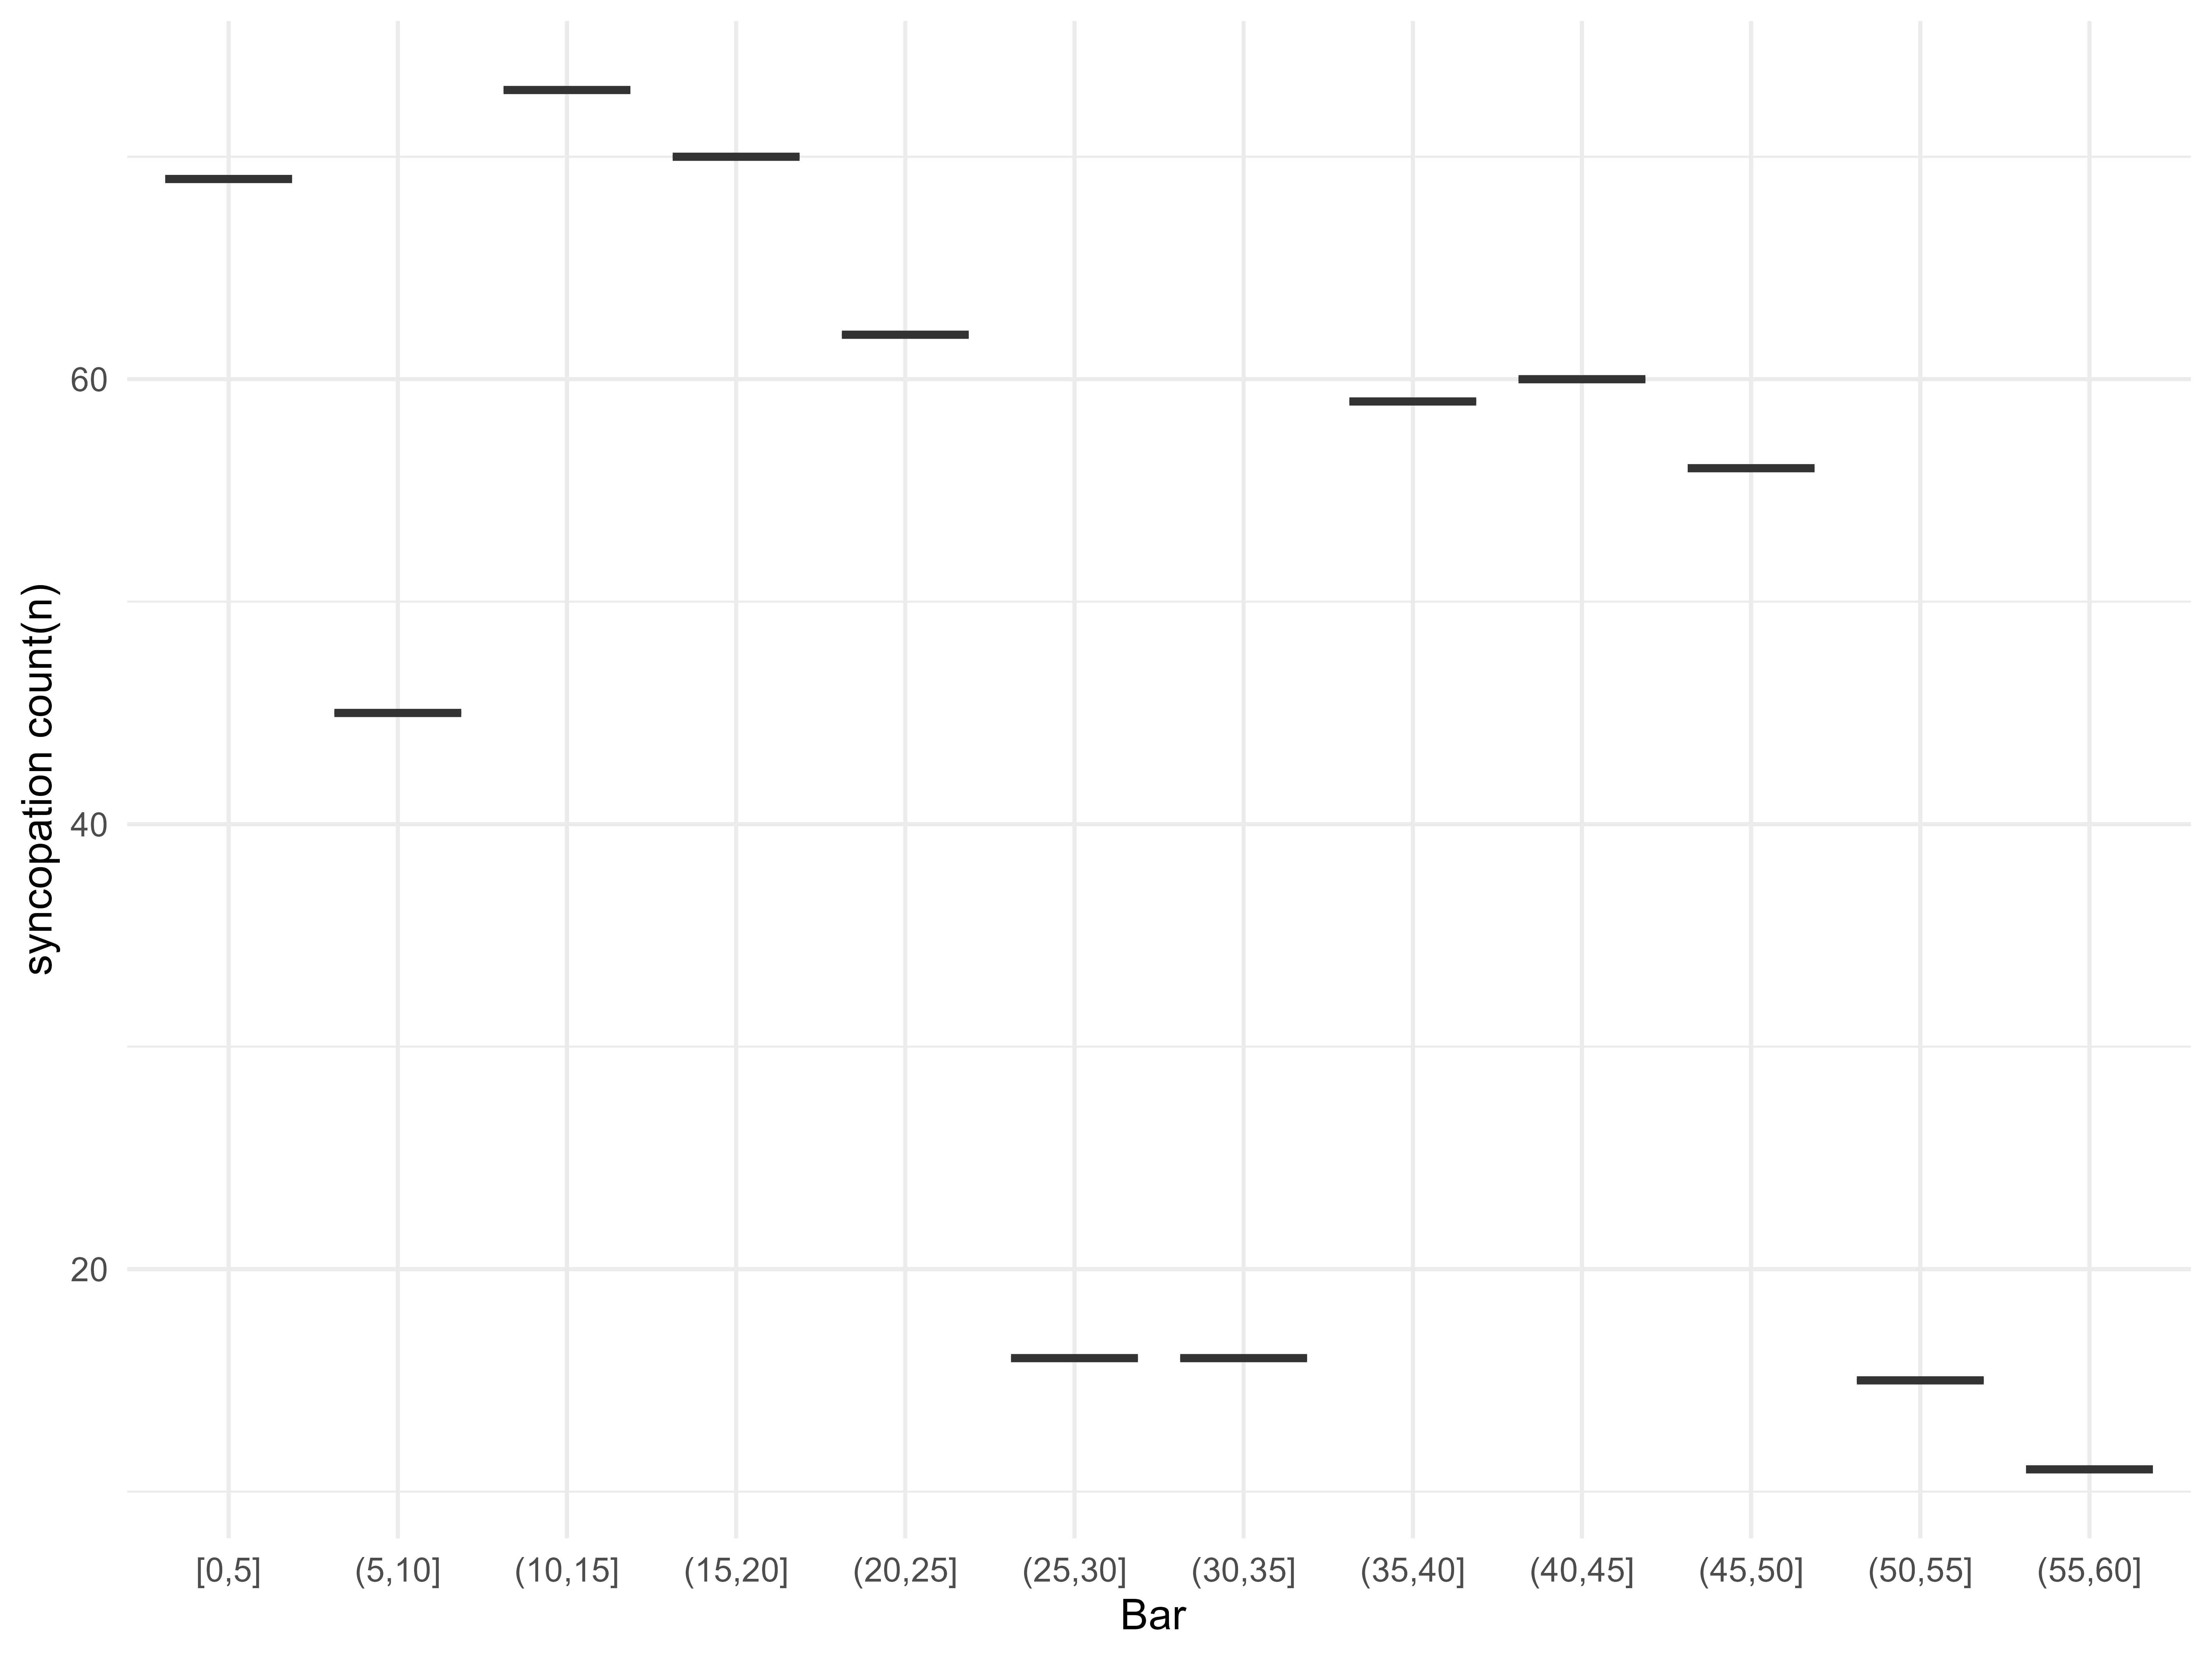 syncopation count(n)
60
40
20
[0,5] (5,10] (10,15] (15,20] (20,25] (25,30] (30,35] (35,40] (40,45] (45,50] (50,55] (55,60]
Bar